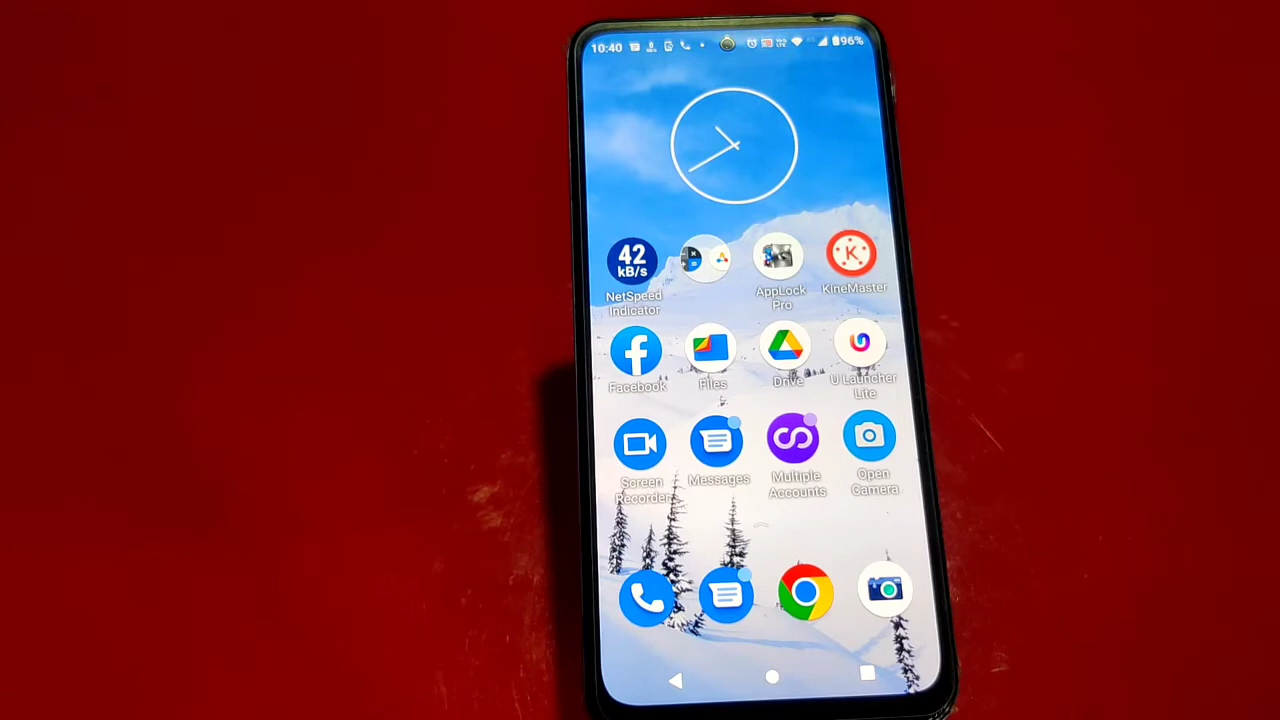 10:40
96%
42
kB/s
NetSpeed
Indicator
AppLock
Pro
KineMaster
Facebook
Files
Drive
U Launcher
Lite
Screen
Recorder
Messages
Multiple
Accounts
Open
Camera